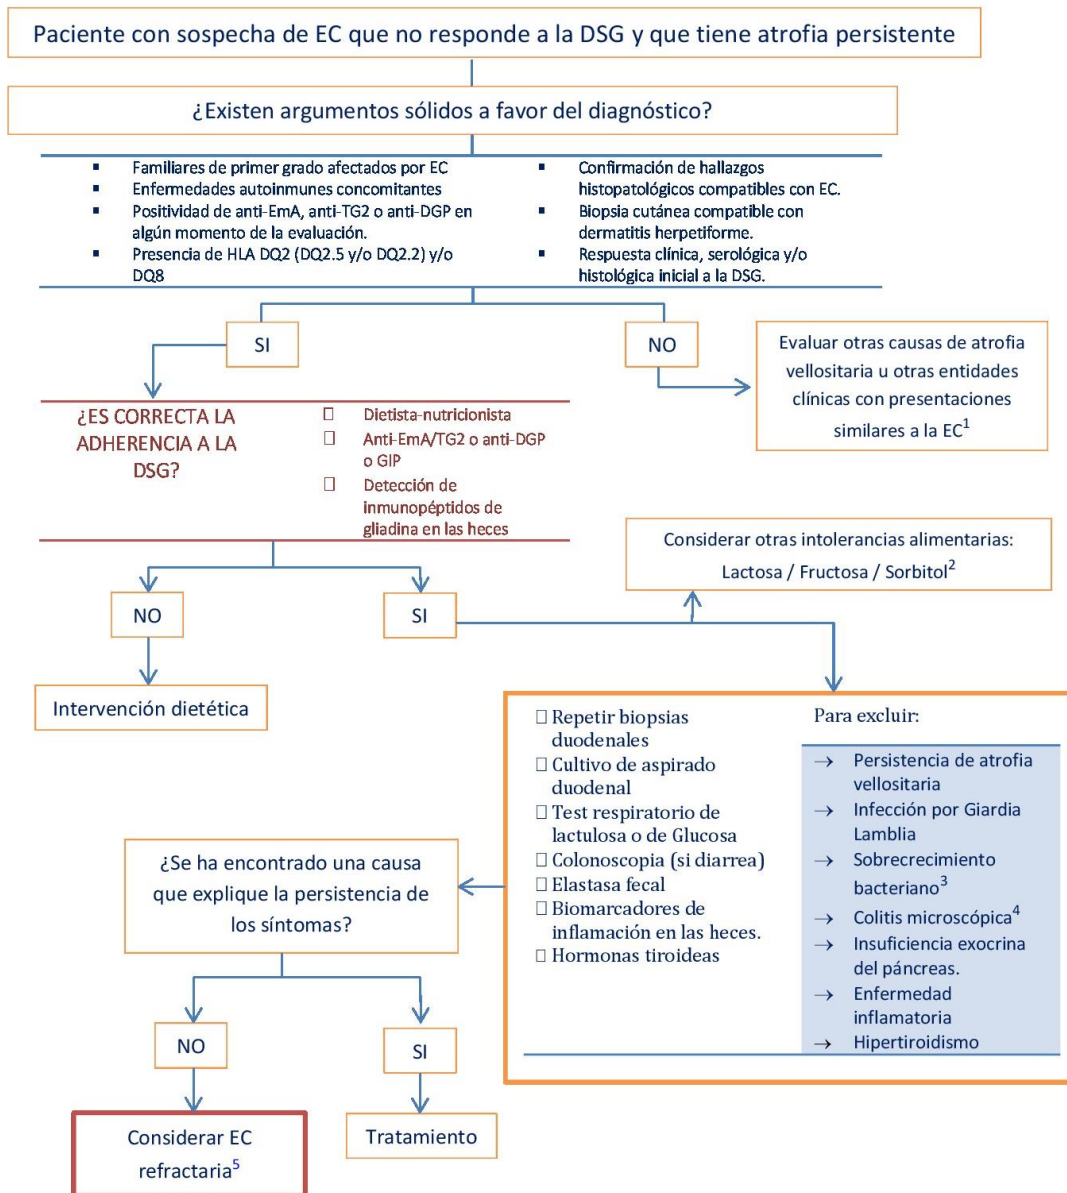 Paciente con sospecha de EC que no responde a la DSG y que tiene atrofia persistente
¿Existen argumentos sólidos a favor del diagnóstico?
▪ Familiares de primer grado afectados por EC
▪ Enfermedades autoinmunes concomitantes
▪ Positividad de anti-EmA, anti-TG2 o anti-DGP en
algún momento de la evaluación.
▪ Presencia de HLA DQ2 (DQ2.5 y/o DQ2.2) y/o
DQ8
▪ Confirmación de hallazgos
histopatológicos compatibles con EC.
▪ Biopsia cutánea compatible con
dermatitis herpetiforme.
▪ Respuesta clínica, serológica y/o
histológica inicial a la DSG.
SI
NO
Evaluar otras causas de atrofia
vellositaria u otras entidades
clínicas con presentaciones
similares a la EC1
¿ES CORRECTA LA
ADHERENCIA A LA
DSG?
□ Dietista-nutricionista
□ Anti-EmA/TG2 o anti-DGP
o GIP
□ Detección de
inmunopéptidos de
gliadina en las heces
Considerar otras intolerancias alimentarias:
Lactosa / Fructosa / Sorbitol2
NO
SI
Intervención dietética
□ Repetir biopsias
duodenales
□ Cultivo de aspirado
duodenal
□ Test respiratorio de
lactulosa o de Glucosa
□ Colonoscopia (si diarrea)
□ Elastasa fecal
□ Biomarcadores de
inflamación en las heces.
□ Hormonas tiroideas
Para excluir:
→ Persistencia de atrofia
vellositaria
→ Infección por Giardia
Lamblia
→ Sobrecrecimiento
bacteriano3
→ Colitis microscópica4
→ Insuficiencia exocrina
del páncreas.
→ Enfermedad
inflamatoria
→ Hipertiroidismo
¿Se ha encontrado una causa
que explique la persistencia de
los síntomas?
NO
SI
Considerar EC
refractaria5
Tratamiento